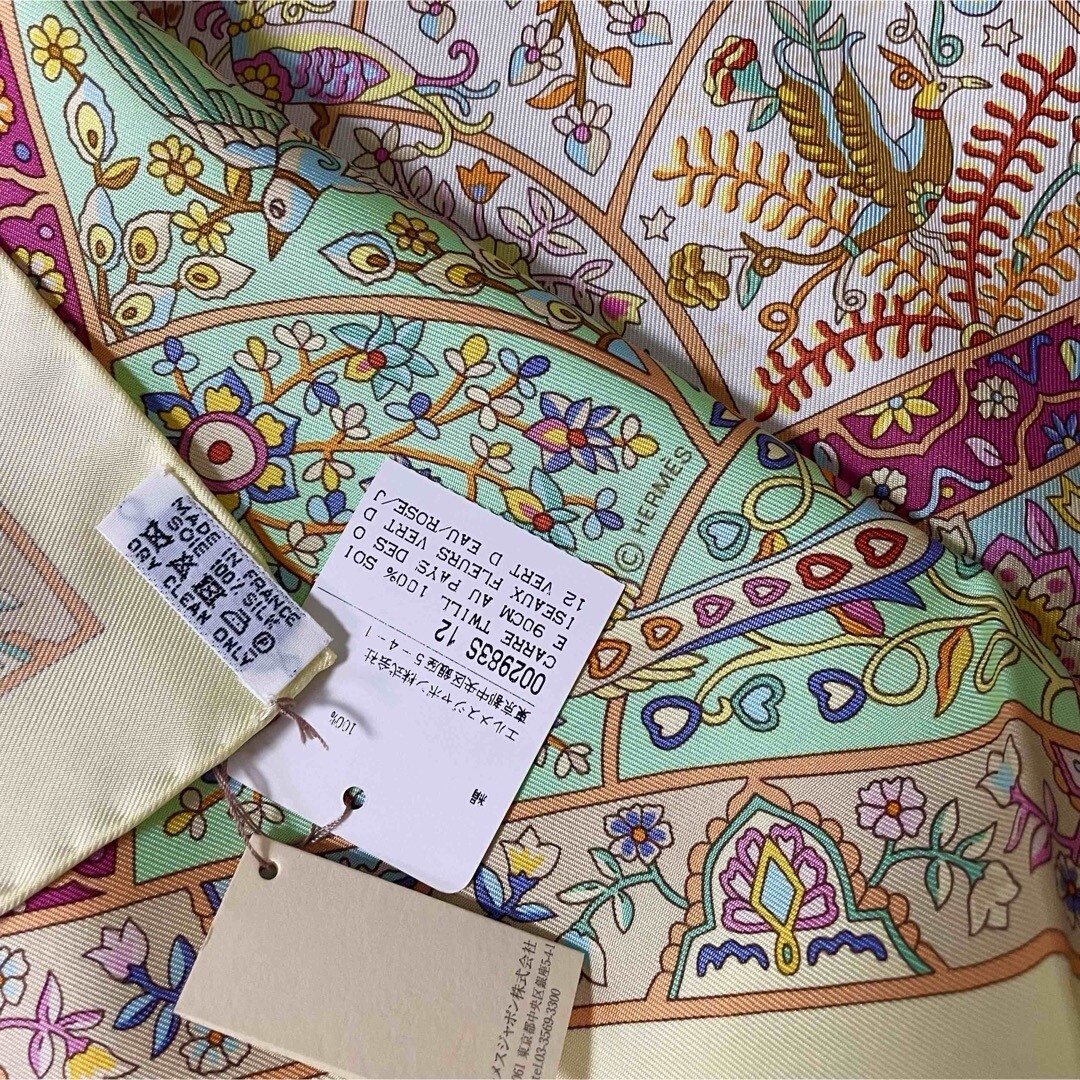 ©HERMÈS
MADE IN FRANCE
SOIE 100% SILK
DRY CLEAN ONLY
エルメスジャポン株式会社
東京都中央区銀座5-4-1
0029835S 12
CARRE TWILL 100% SOI
E 90CM AU PAYS DES O
ISEAUX FLEURS VERT D
12 VERT D EAU/ROSE/J
100%
絹
メスジャポン株式会社
061 東京都中央区銀座5-4-1
tel.03-3569-3300